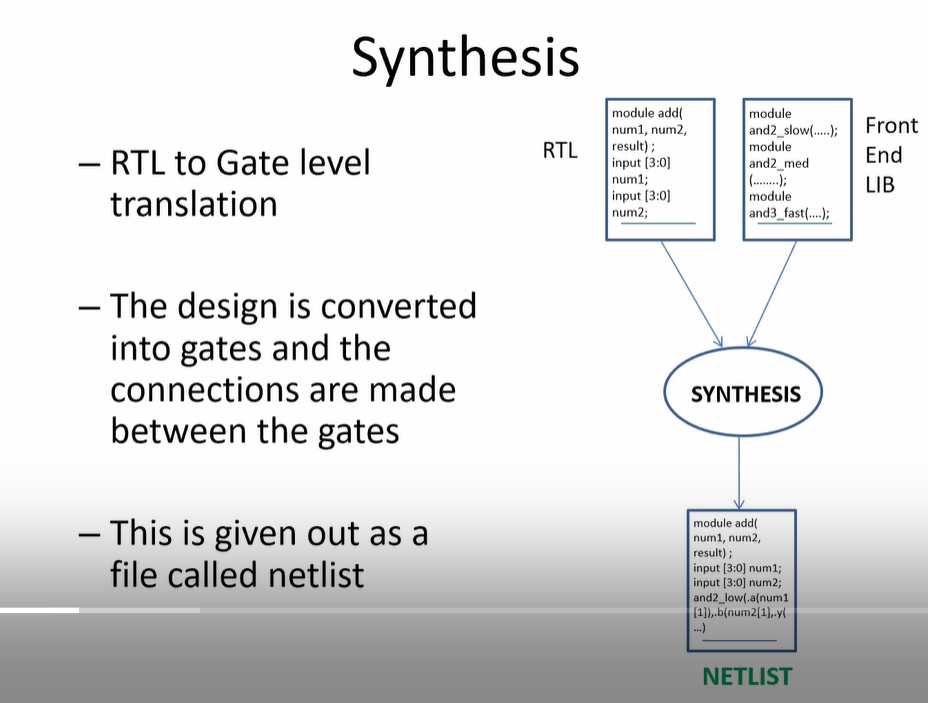 Synthesis
– RTL to Gate level
translation
– The design is converted
into gates and the
connections are made
between the gates
– This is given out as a
file called netlist
RTL
module add(
num1, num2,
result) ;
input [3:0]
num1;
input [3:0]
num2;
module
and2_slow(.....);
module
and2_med
(........);
module
and3_fast(....);
Front
End
LIB
SYNTHESIS
module add(
num1, num2,
result) ;
input [3:0] num1;
input [3:0] num2;
and2_low(.a(num1
[1]),.b(num2[1],.y(
...)
NETLIST